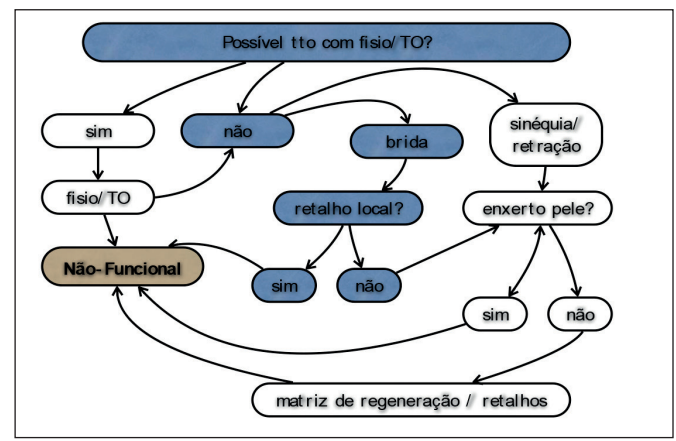 Possível tto com fisio/TO?
sim
não
brida
sinéquia/
retração
fisio/TO
retalho local?
enxerto pele?
Não-Funcional
sim
não
sim
não
matriz de regeneração / retalhos